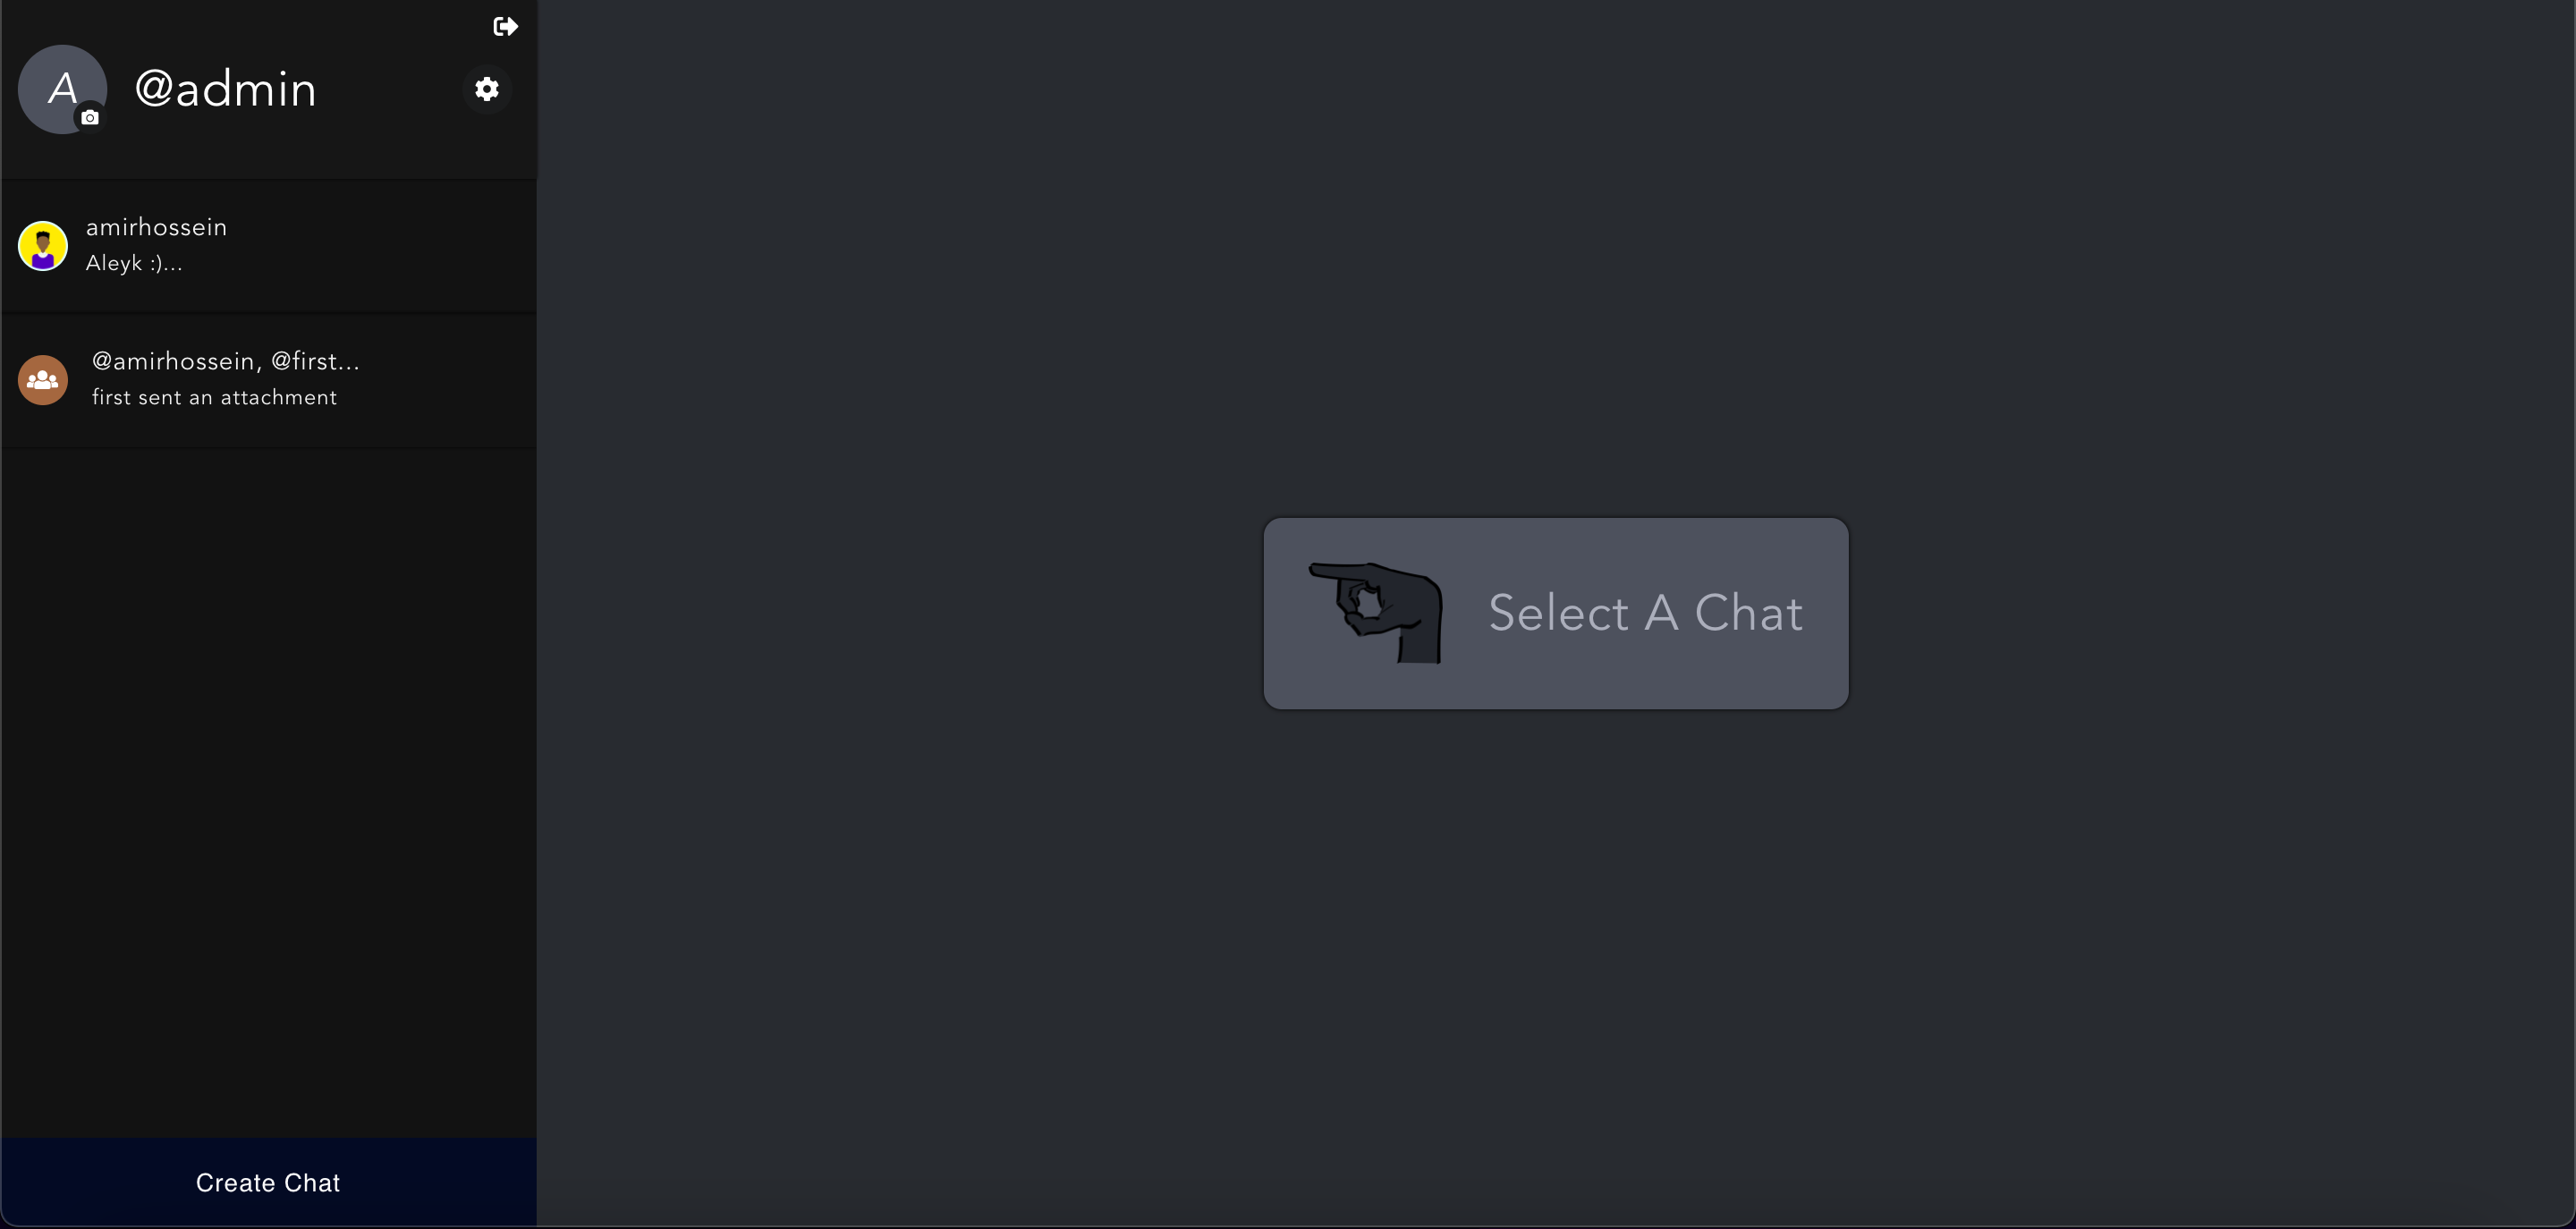 A
@admin
amirhossein
Aleyk :)...
@amirhossein, @first...
first sent an attachment
Select A Chat
Create Chat